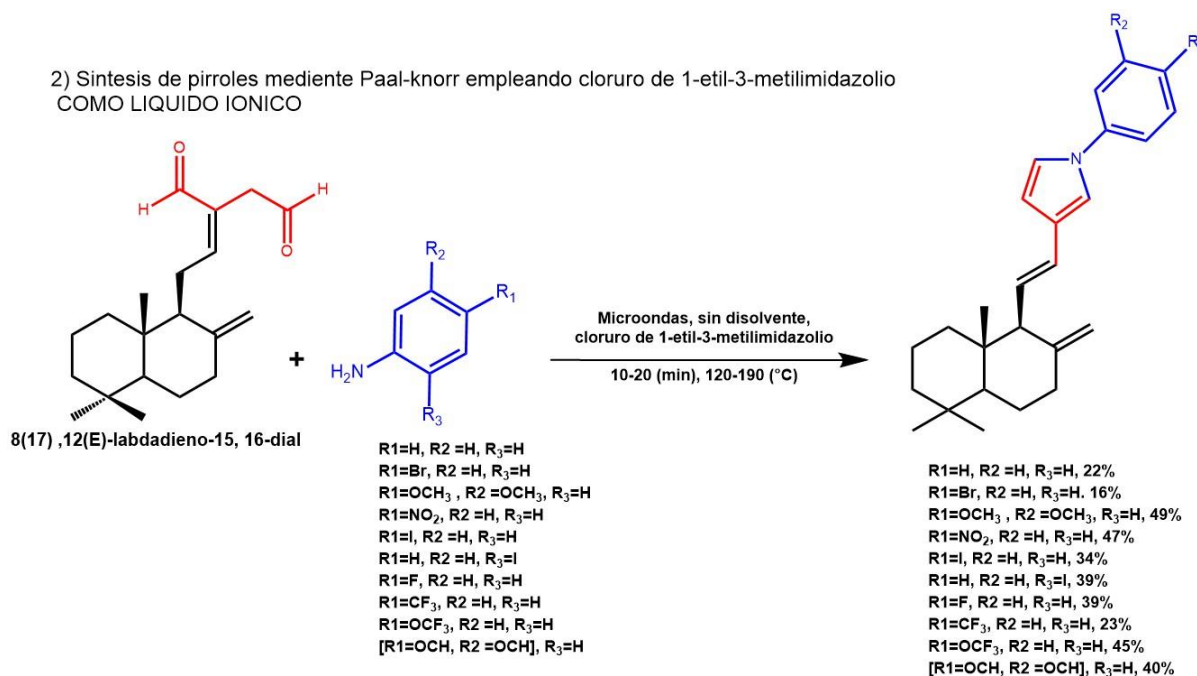 2) Sintesis de pirroles mediente Paal-knorr empleando cloruro de 1-etil-3-metilimidazolio
COMO LIQUIDO IONICO
O
H
H
O
8(17) ,12(E)-labdadieno-15, 16-dial
+
R2
R1
H2N
R3
R1=H, R2 =H, R3=H
R1=Br, R2 =H, R3=H
R1=OCH3 , R2 =OCH3, R3=H
R1=NO2, R2 =H, R3=H
R1=I, R2 =H, R3=H
R1=H, R2 =H, R3=I
R1=F, R2 =H, R3=H
R1=CF3, R2 =H, R3=H
R1=OCF3, R2 =H, R3=H
[R1=OCH, R2 =OCH], R3=H
Microondas, sin disolvente,
cloruro de 1-etil-3-metilimidazolio
10-20 (min), 120-190 (°C)
R2
R
N
R1=H, R2 =H, R3=H, 22%
R1=Br, R2 =H, R3=H. 16%
R1=OCH3 , R2 =OCH3, R3=H, 49%
R1=NO2, R2 =H, R3=H, 47%
R1=I, R2 =H, R3=H, 34%
R1=H, R2 =H, R3=I, 39%
R1=F, R2 =H, R3=H, 39%
R1=CF3, R2 =H, R3=H, 23%
R1=OCF3, R2 =H, R3=H, 45%
[R1=OCH, R2 =OCH], R3=H, 40%